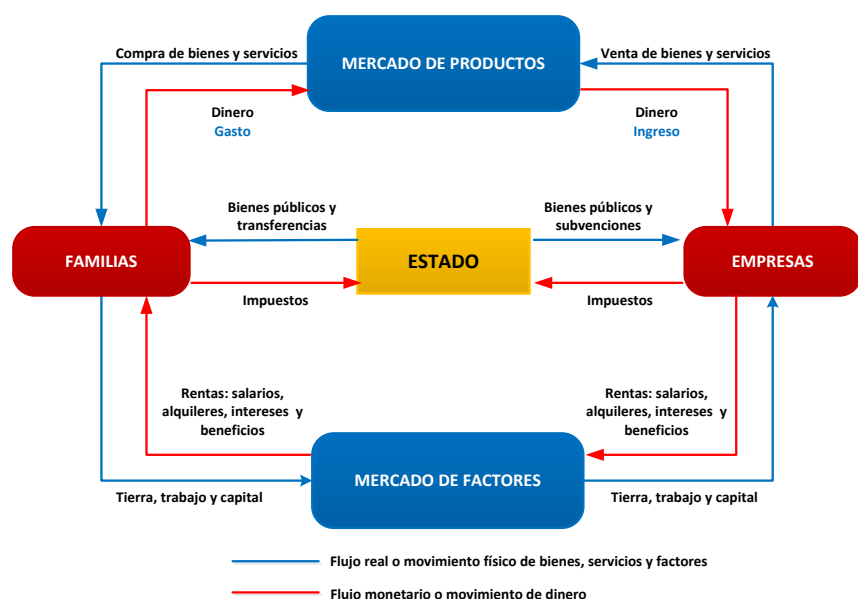 Compra de bienes y servicios
MERCADO DE PRODUCTOS
Venta de bienes y servicios
Dinero
Gasto
Dinero
Ingreso
Bienes públicos y
transferencias
Bienes públicos y
subvenciones
FAMILIAS
ESTADO
EMPRESAS
Impuestos
Impuestos
Rentas: salarios,
alquileres, intereses y
beneficios
Rentas: salarios,
alquileres, intereses y
beneficios
MERCADO DE FACTORES
Tierra, trabajo y capital
Tierra, trabajo y capital
Flujo real o movimiento físico de bienes, servicios y factores
Flujo monetario o movimiento de dinero